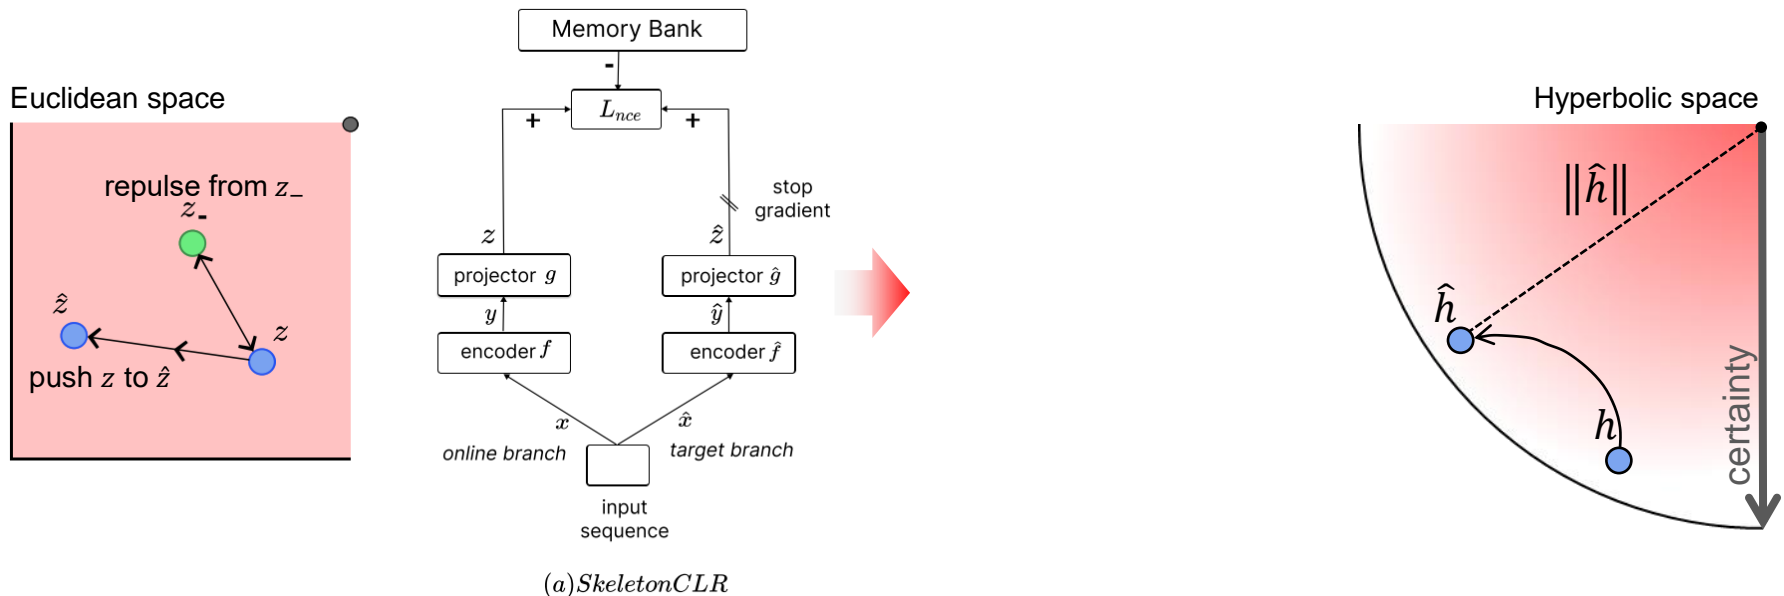 Euclidean space
repulse from z₋
z₋
ẑ
z
push z to ẑ
Memory Bank
-
L_nce
+
+
stop
gradient
z
ẑ
projector g
projector ĝ
y
ŷ
encoder f
encoder f̂
x
x̂
online branch
target branch
input
sequence
(a)SkeletonCLR
Hyperbolic space
‖ĥ‖
ĥ
h
certainty